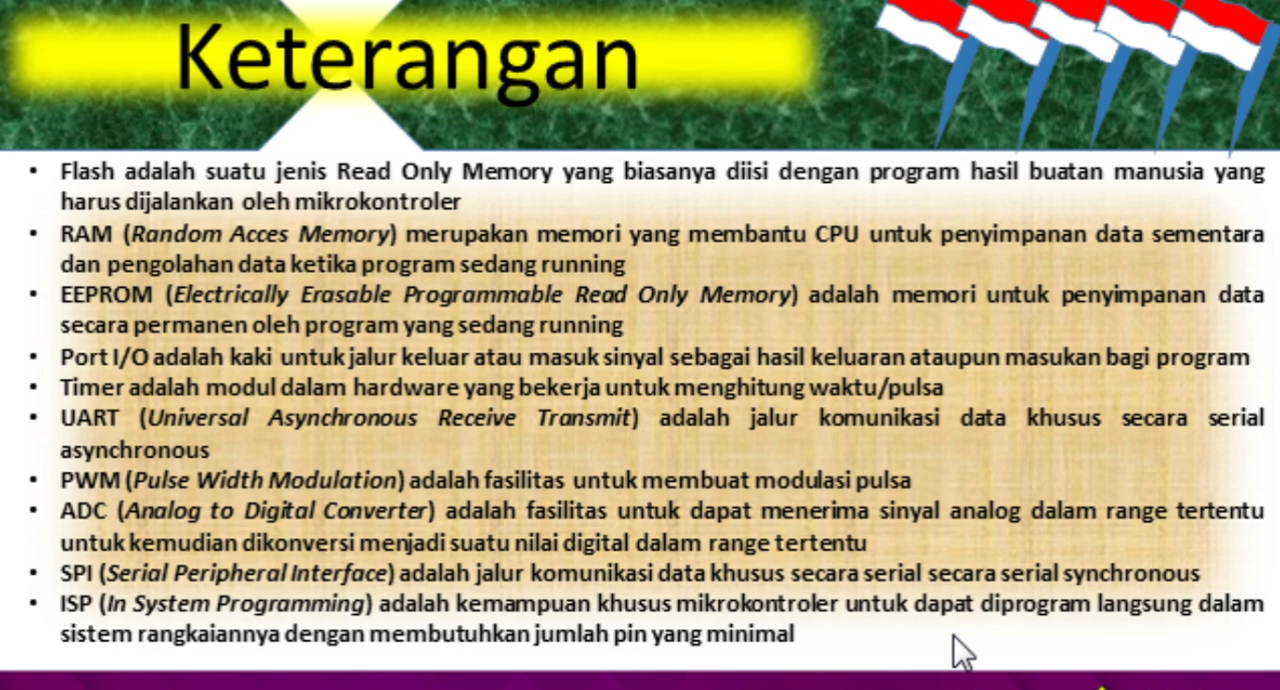 Keterangan
• Flash adalah suatu jenis Read Only Memory yang biasanya diisi dengan program hasil buatan manusia yang
harus dijalankan oleh mikrokontroler
• RAM (Random Acces Memory) merupakan memori yang membantu CPU untuk penyimpanan data sementara
dan pengolahan data ketika program sedang running
• EEPROM (Electrically Erasable Programmable Read Only Memory) adalah memori untuk penyimpanan data
secara permanen oleh program yang sedang running
• Port I/O adalah kaki untuk jalur keluar atau masuk sinyal sebagai hasil keluaran ataupun masukan bagi program
• Timer adalah modul dalam hardware yang bekerja untuk menghitung waktu/pulsa
• UART (Universal Asynchronous Receive Transmit) adalah jalur komunikasi data khusus secara serial
asynchronous
• PWM (Pulse Width Modulation) adalah fasilitas untuk membuat modulasi pulsa
• ADC (Analog to Digital Converter) adalah fasilitas untuk dapat menerima sinyal analog dalam range tertentu
untuk kemudian dikonversi menjadi suatu nilai digital dalam range tertentu
• SPI (Serial Peripheral Interface) adalah jalur komunikasi data khusus secara serial secara serial synchronous
• ISP (In System Programming) adalah kemampuan khusus mikrokontroler untuk dapat diprogram langsung dalam
sistem rangkaiannya dengan membutuhkan jumlah pin yang minimal